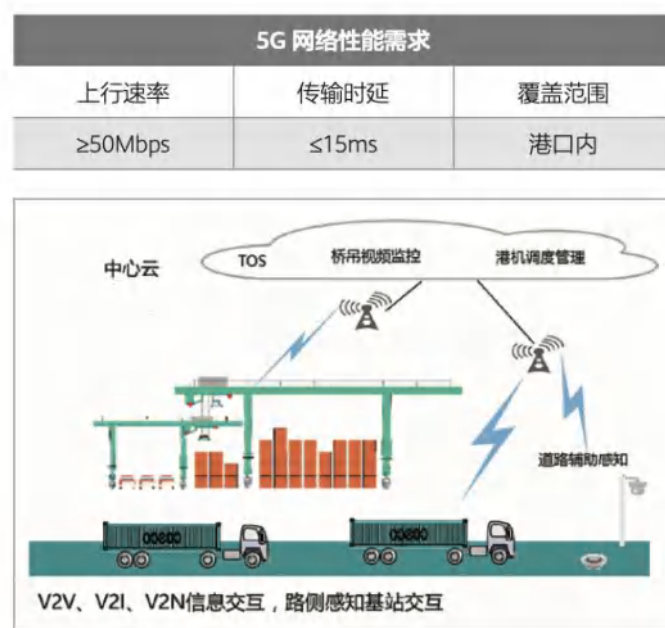 5G 网络性能需求
上行速率 传输时延 覆盖范围
≥50Mbps ≤15ms 港口内
中心云
TOS 桥吊视频监控 港机调度管理
道路辅助感知
V2V、V2I、V2N信息交互，路侧感知基站交互